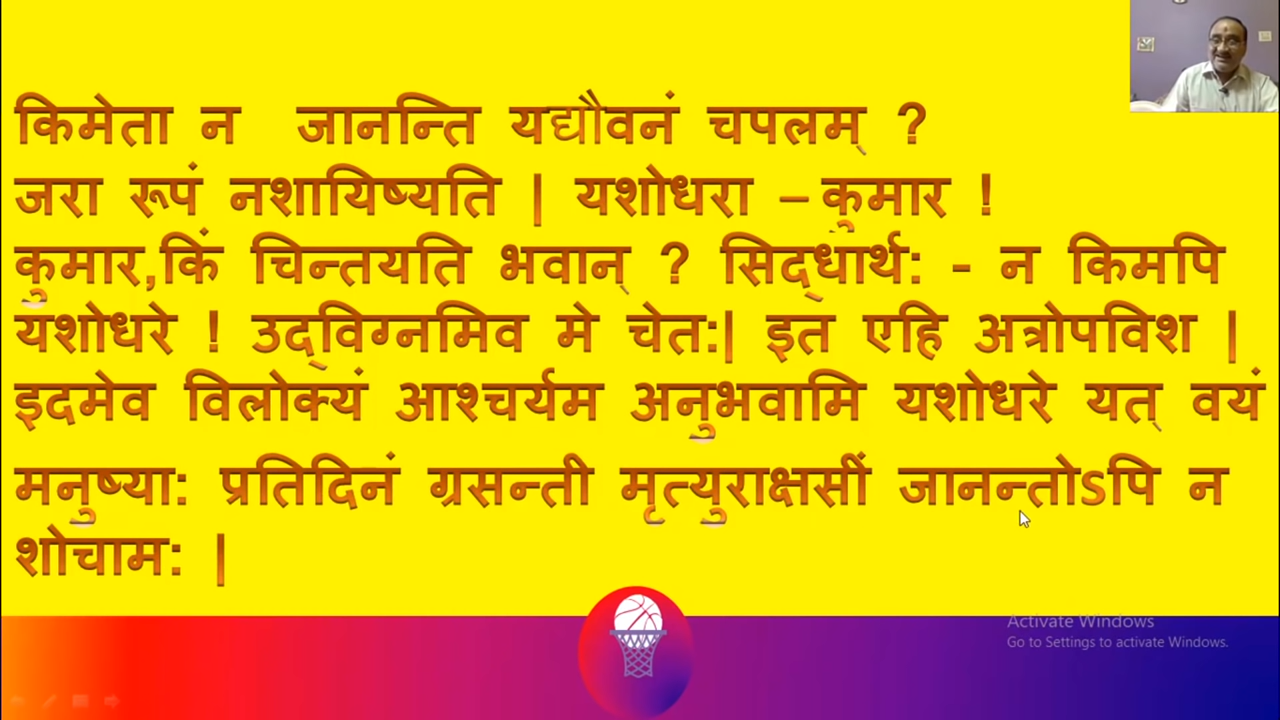 किमेता न जानन्ति यद्यौवनं चपलम् ?
जरा रूपं नशायिष्यति | यशोधरा – कुमार !
कुमार,किं चिन्तयति भवान् ? सिद्धार्थ: - न किमपि
यशोधरे ! उद्विग्नमिव मे चेत:| इत एहि अत्रोपविश |
इदमेव विलोक्यं आश्चर्यम अनुभवामि यशोधरे यत् वयं
मनुष्या: प्रतिदिनं ग्रसन्ती मृत्युराक्षसीं जानन्तोऽपि न
शोचाम: |
Activate Windows
Go to Settings to activate Windows.